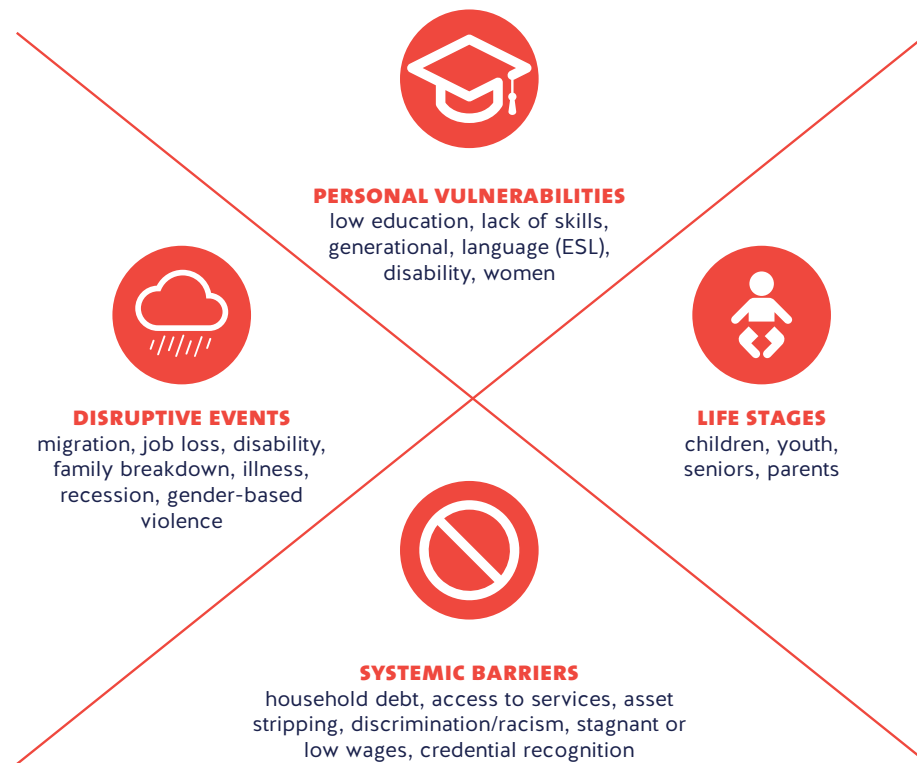 PERSONAL VULNERABILITIES
low education, lack of skills,
generational, language (ESL),
disability, women
DISRUPTIVE EVENTS
migration, job loss, disability,
family breakdown, illness,
recession, gender-based
violence
LIFE STAGES
children, youth,
seniors, parents
SYSTEMIC BARRIERS
household debt, access to services, asset
stripping, discrimination/racism, stagnant or
low wages, credential recognition